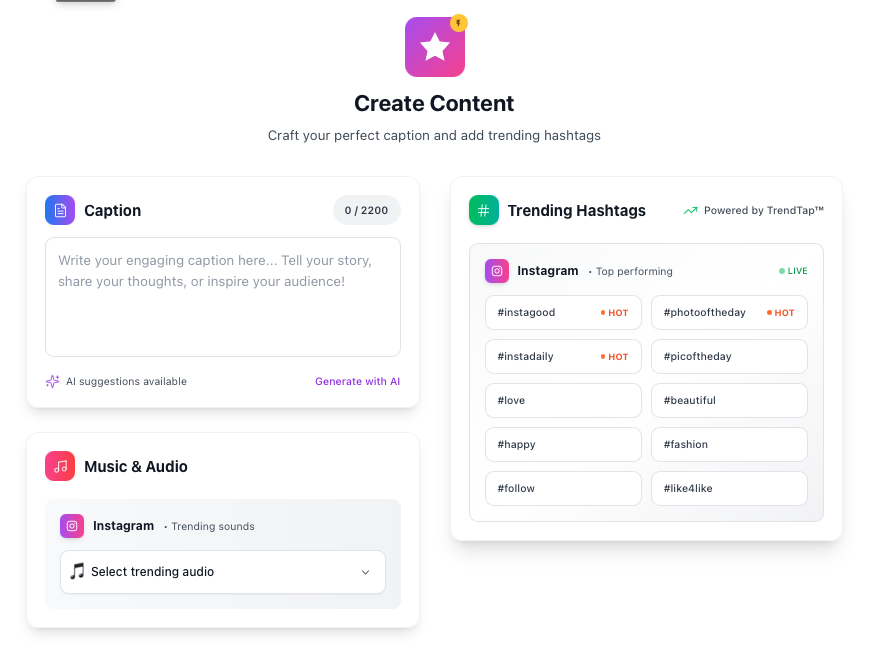 Create Content
Craft your perfect caption and add trending hashtags
Caption
0 / 2200
Write your engaging caption here... Tell your story,
share your thoughts, or inspire your audience!
AI suggestions available
Generate with AI
Music & Audio
Instagram • Trending sounds
Select trending audio
Trending Hashtags
Powered by TrendTap™
Instagram • Top performing
LIVE
#instagood HOT
#photooftheday HOT
#instadaily HOT
#picoftheday
#love
#beautiful
#happy
#fashion
#follow
#like4like